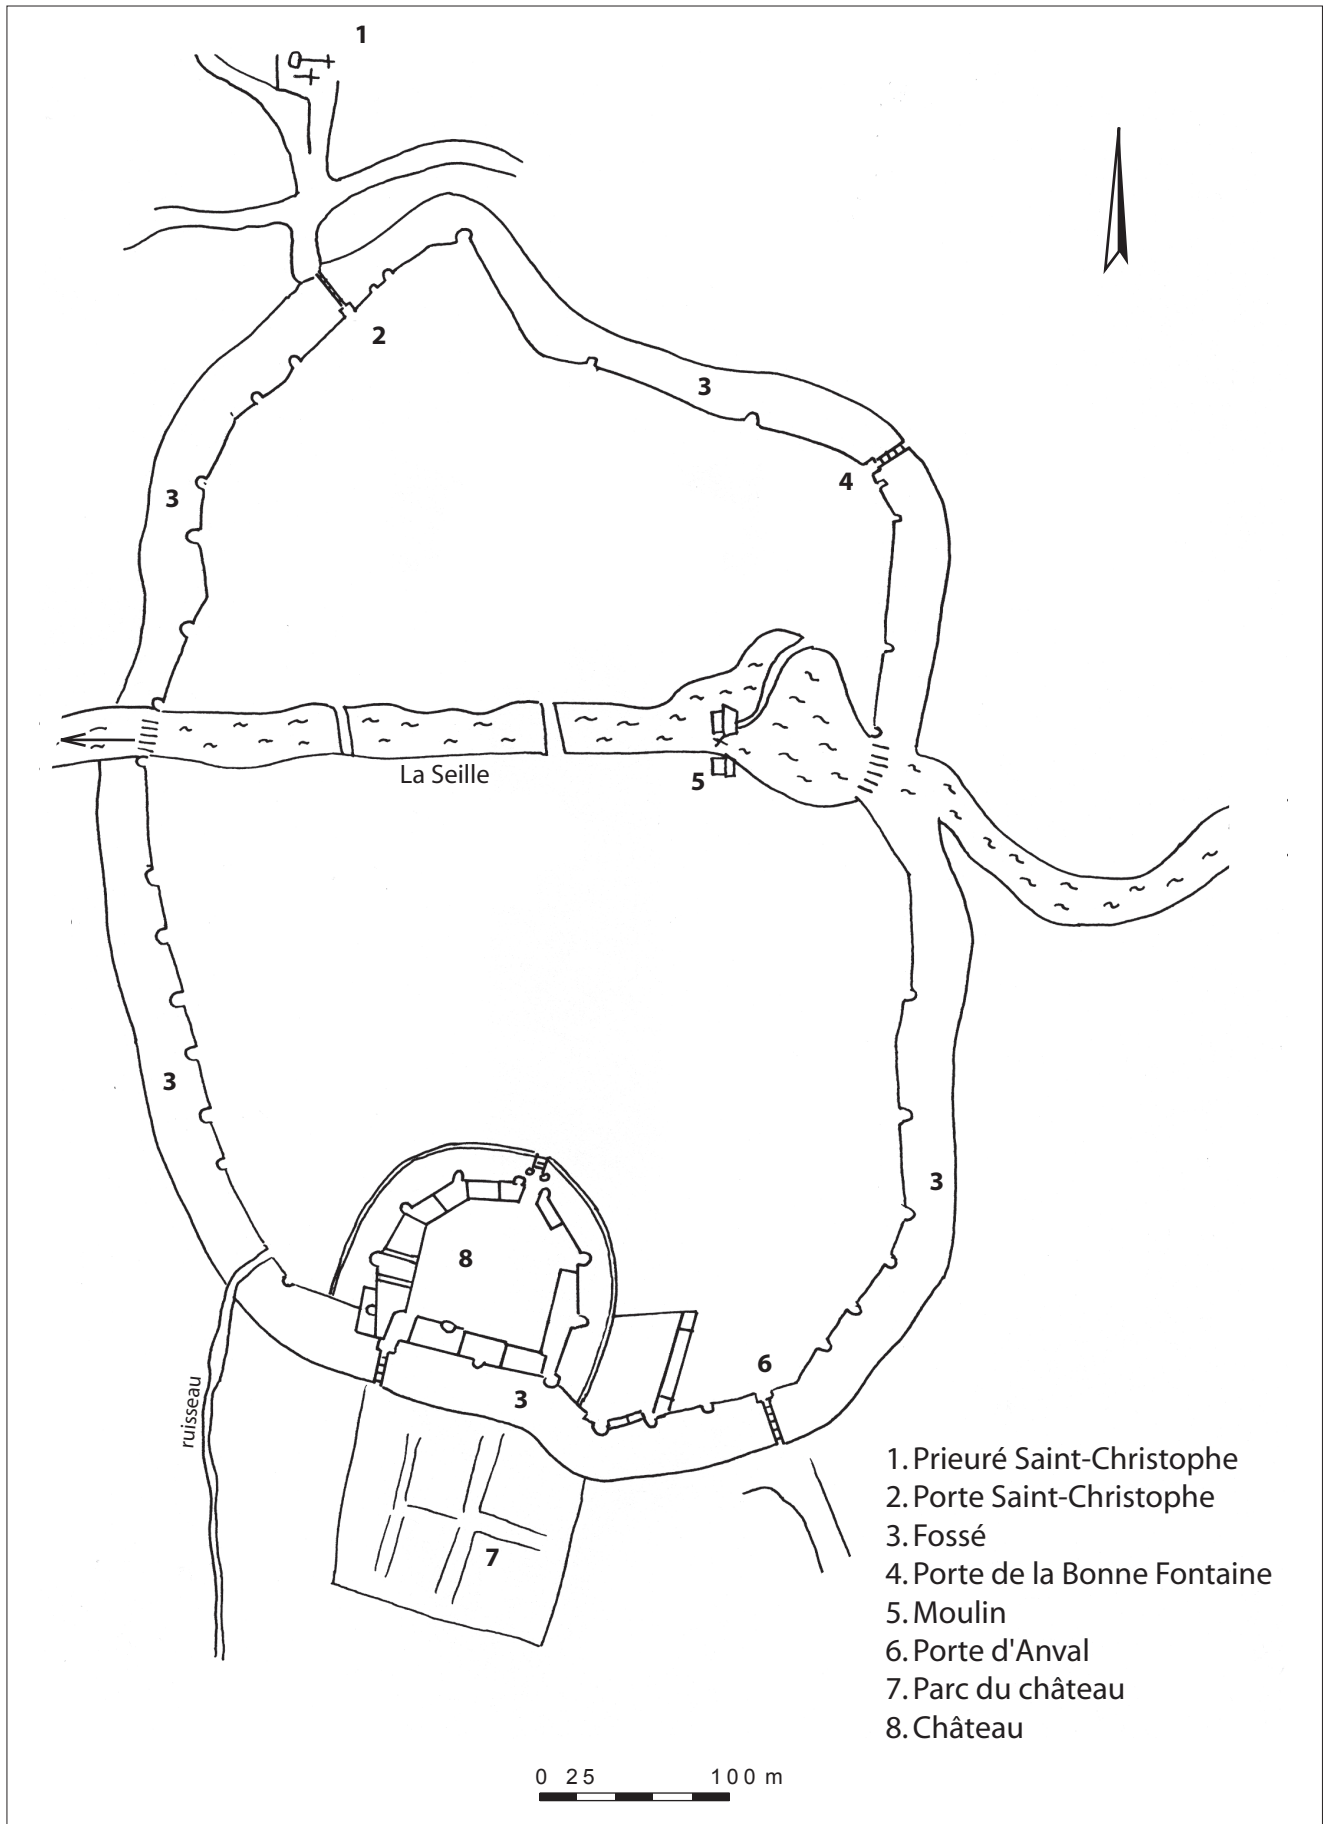 1
2
3
4
3
La Seille
5
3
3
8
6
3
ruisseau
7
1. Prieuré Saint-Christophe
2. Porte Saint-Christophe
3. Fossé
4. Porte de la Bonne Fontaine
5. Moulin
6. Porte d'Anval
7. Parc du château
8. Château
0 25 100 m